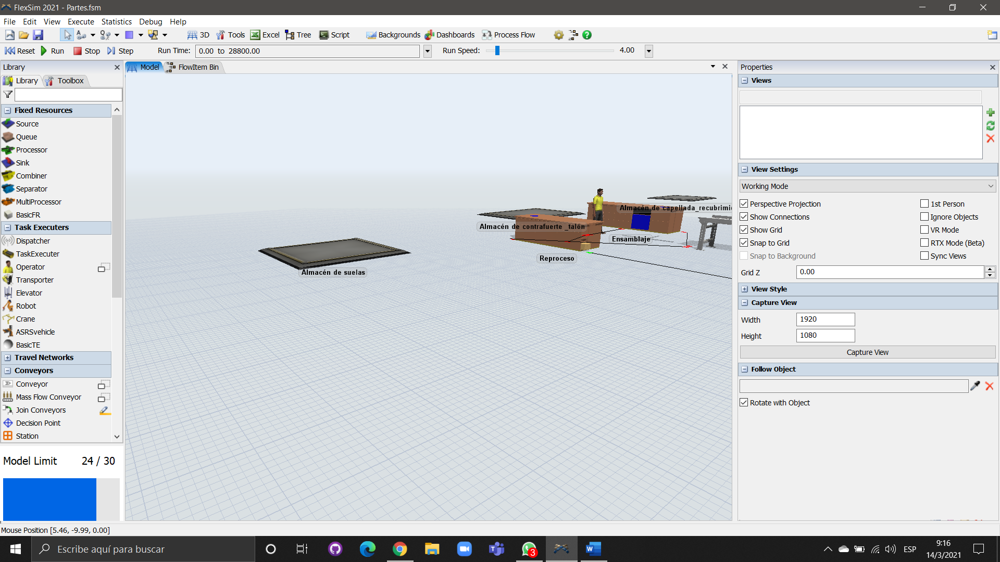 FlexSim 2021 - Partes.fsm
File Edit View Execute Statistics Debug Help
3D Tools Excel Tree Script Backgrounds Dashboards Process Flow
Reset Run Stop Step Run Time: 0.00 to 28800.00 Run Speed: 4.00
Library
Library Toolbox
Fixed Resources
Source
Queue
Processor
Sink
Combiner
Separator
MultiProcessor
BasicFR
Task Executers
Dispatcher
TaskExecuter
Operator
Transporter
Elevator
Robot
Crane
ASRSvehicle
BasicTE
Travel Networks
Conveyors
Conveyor
Mass Flow Conveyor
Join Conveyors
Decision Point
Station
Model Limit 24 / 30
Mouse Position [5.46, -9.99, 0.00]
Model FlowItem Bin
Almacén de capellada_recubrimi
Almacén de contrafuerte _talón
Ensamblaje
Reproceso
Almacén de suelas
Properties
Views
View Settings
Working Mode
Perspective Projection 1st Person
Show Connections Ignore Objects
Show Grid VR Mode
Snap to Grid RTX Mode (Beta)
Snap to Background Sync Views
Grid Z 0.00
View Style
Capture View
Width 1920
Height 1080
Capture View
Follow Object
Rotate with Object
Escribe aquí para buscar
3
ESP
9:16
14/3/2021